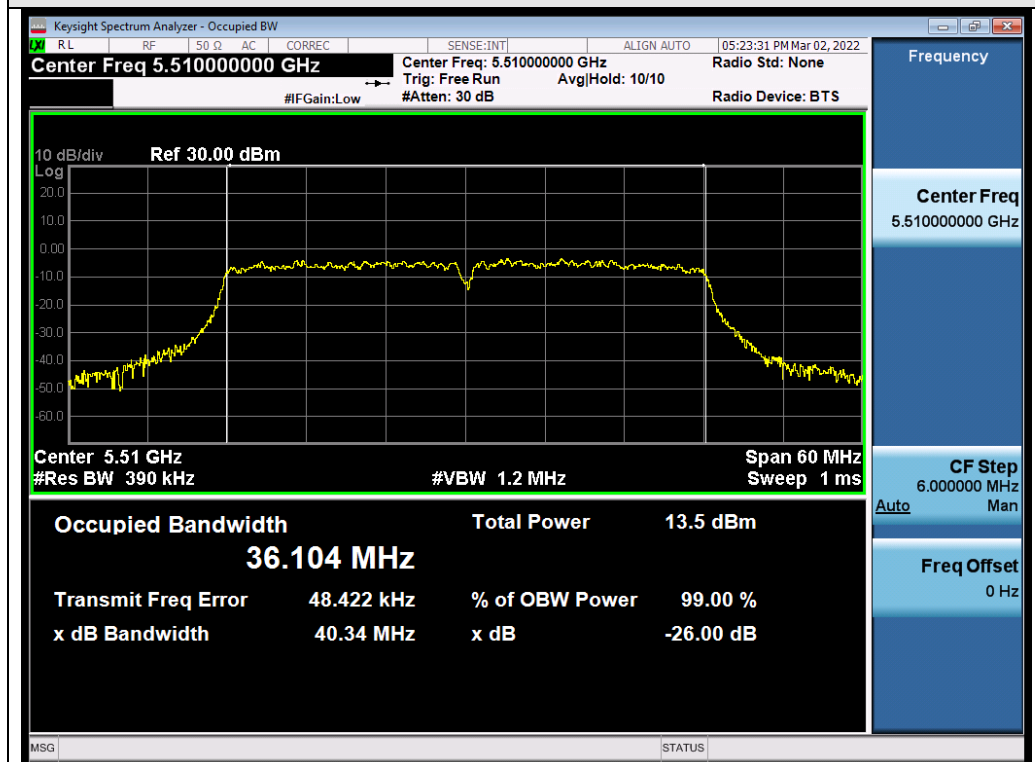 Keysight Spectrum Analyzer - Occupied BW
LXI RL RF 50 Ω AC CORREC SENSE:INT ALIGN AUTO 05:23:31 PM Mar 02, 2022
Center Freq 5.510000000 GHz
Center Freq: 5.510000000 GHz
Radio Std: None
Trig: Free Run Avg|Hold: 10/10
#IFGain:Low
#Atten: 30 dB
Radio Device: BTS
10 dB/div Ref 30.00 dBm
Log
20.0
10.0
0.00
-10.0
-20.0
-30.0
-40.0
-50.0
-60.0
Center 5.51 GHz Span 60 MHz
#Res BW 390 kHz #VBW 1.2 MHz Sweep 1 ms
Occupied Bandwidth Total Power 13.5 dBm
36.104 MHz
Transmit Freq Error 48.422 kHz % of OBW Power 99.00 %
x dB Bandwidth 40.34 MHz x dB -26.00 dB
MSG STATUS
Frequency
Center Freq
5.510000000 GHz
CF Step
6.000000 MHz
Auto Man
Freq Offset
0 Hz